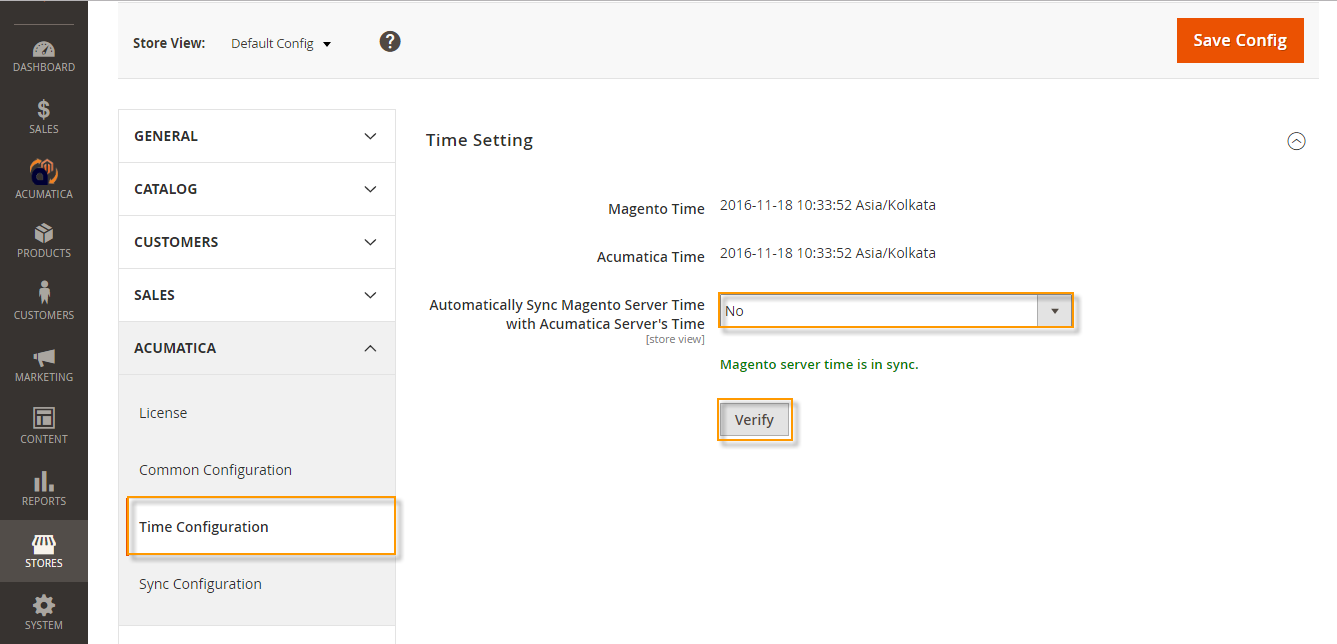 DASHBOARD
SALES
ACUMATICA
PRODUCTS
CUSTOMERS
MARKETING
CONTENT
REPORTS
STORES
SYSTEM
Store View: Default Config ?
Save Config
GENERAL
CATALOG
CUSTOMERS
SALES
ACUMATICA
License
Common Configuration
Time Configuration
Sync Configuration
Time Setting
Magento Time 2016-11-18 10:33:52 Asia/Kolkata
Acumatica Time 2016-11-18 10:33:52 Asia/Kolkata
Automatically Sync Magento Server Time
with Acumatica Server's Time
[store view]
No
Magento server time is in sync.
Verify